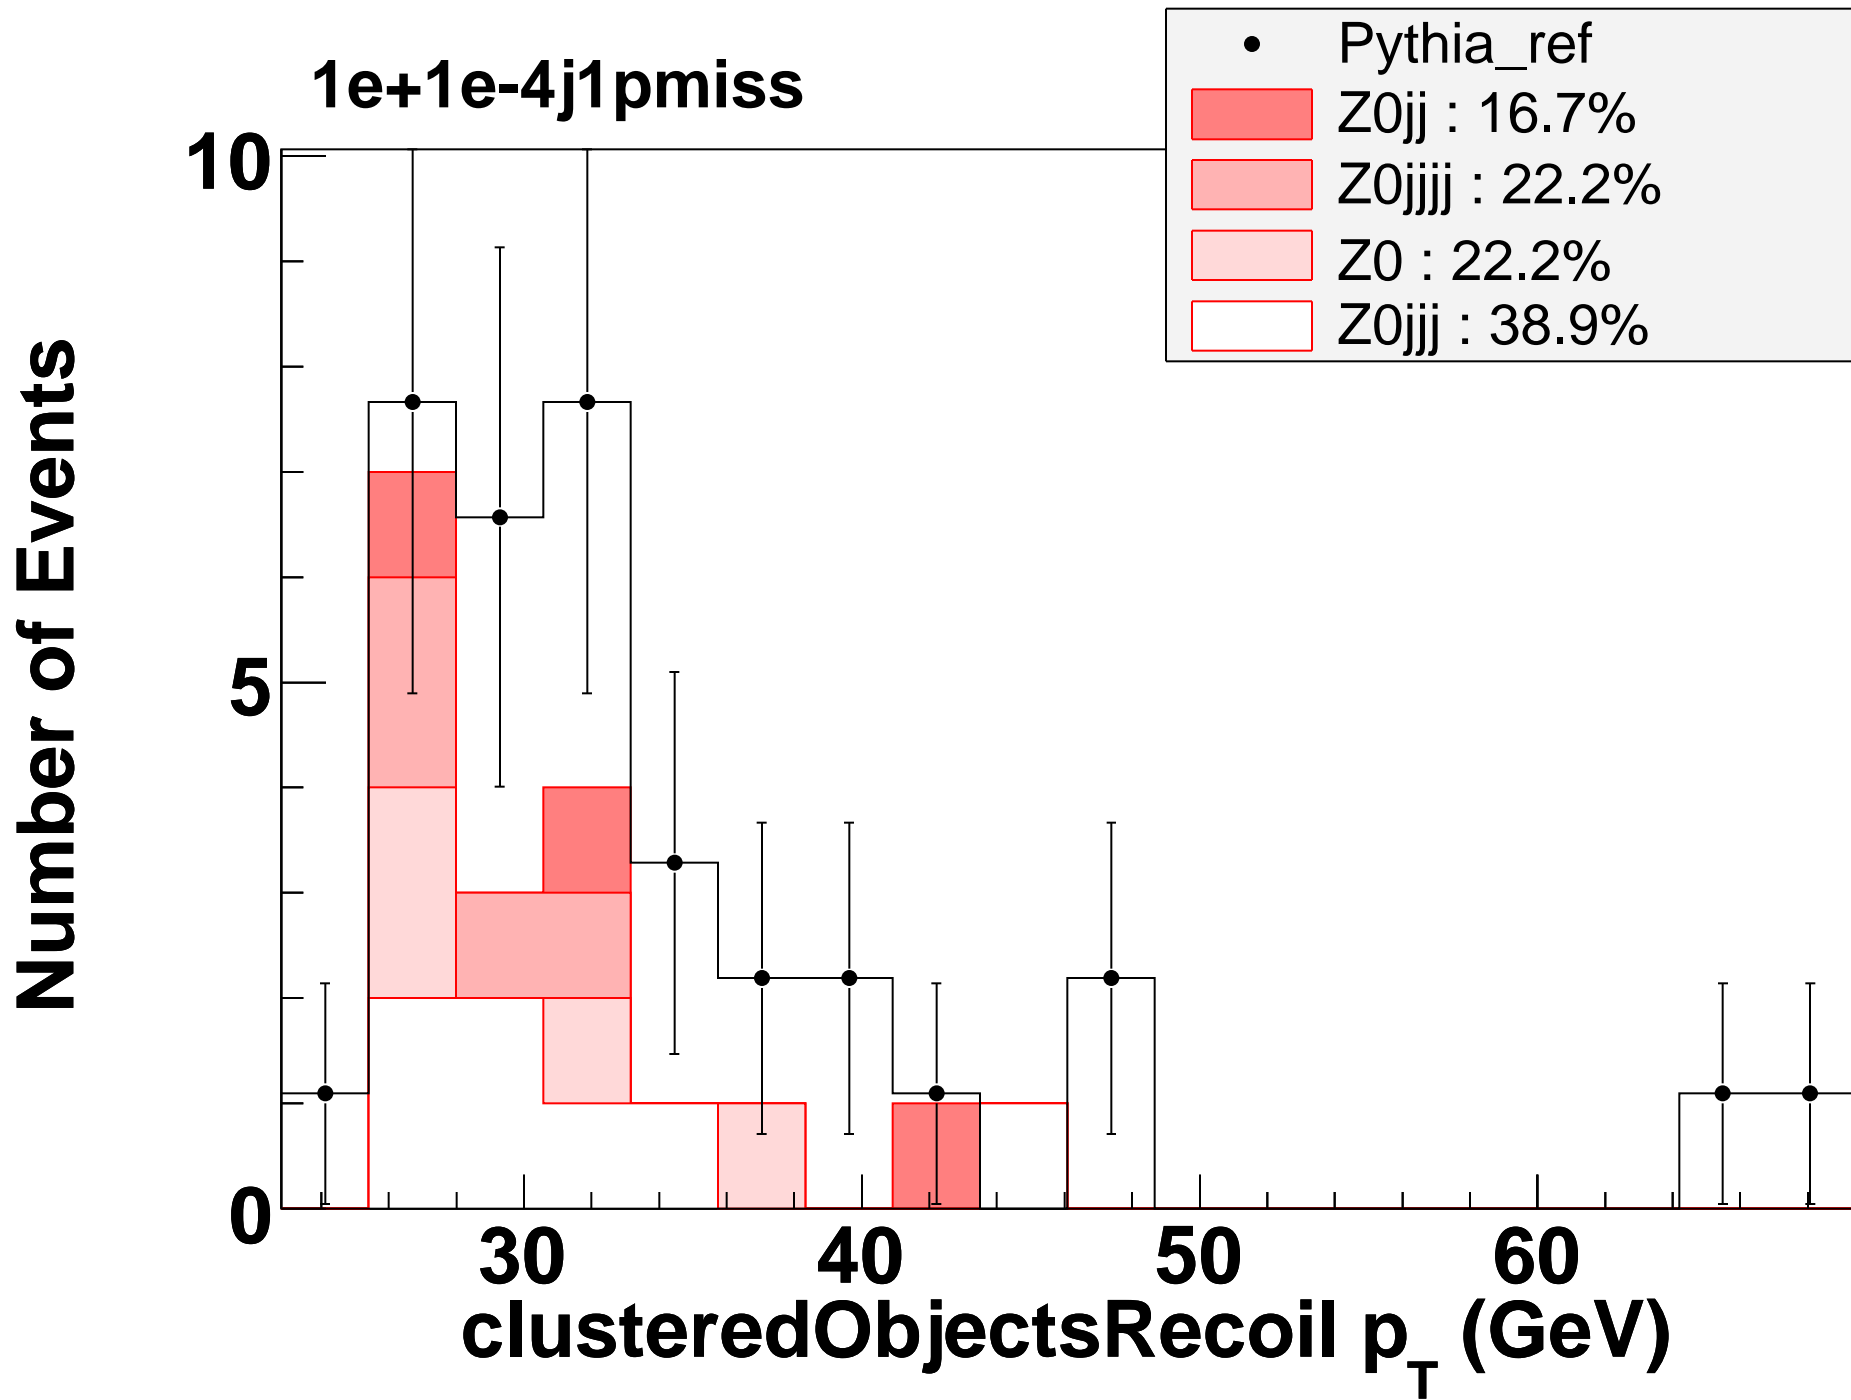 1e+1e-4j1pmiss
Pythia_ref
Z0jj : 16.7%
Z0jjjj : 22.2%
Z0 : 22.2%
Z0jjj : 38.9%
Number of Events
10
5
0
30 40 50 60
clusteredObjectsRecoil p_T (GeV)